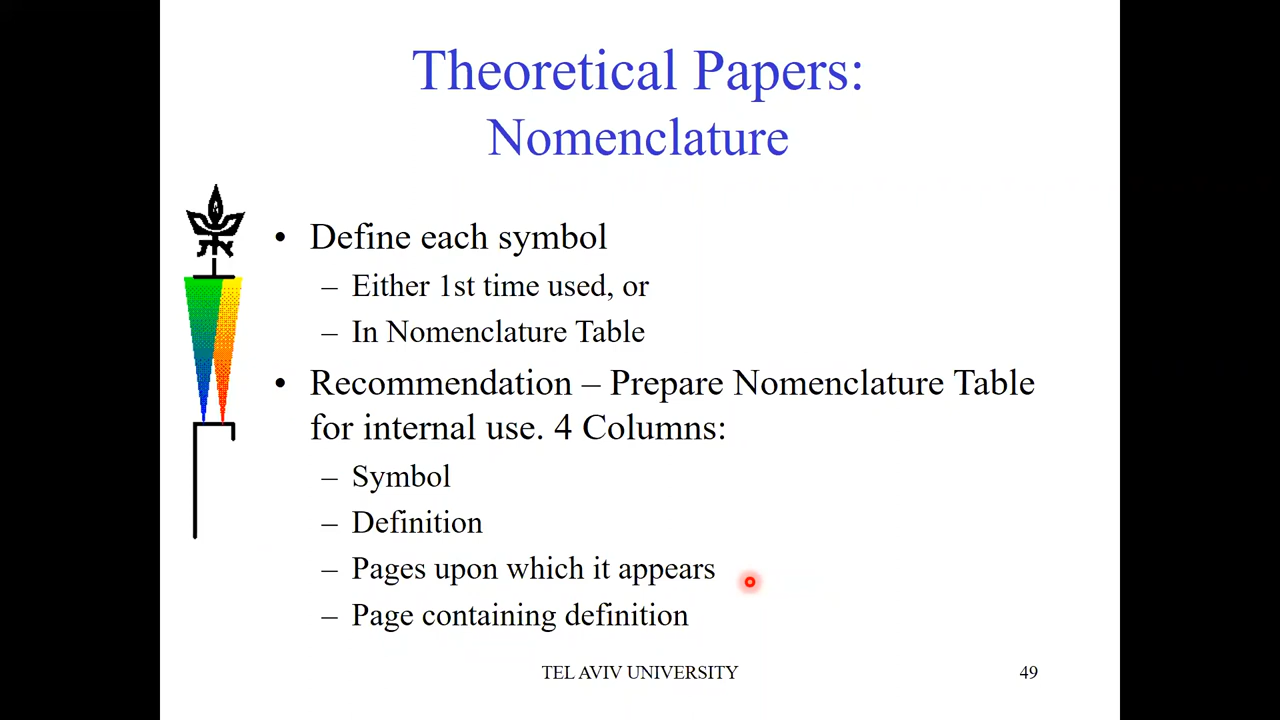 Theoretical Papers:
Nomenclature
• Define each symbol
– Either 1st time used, or
– In Nomenclature Table
• Recommendation – Prepare Nomenclature Table
for internal use. 4 Columns:
– Symbol
– Definition
– Pages upon which it appears
– Page containing definition
TEL AVIV UNIVERSITY
49